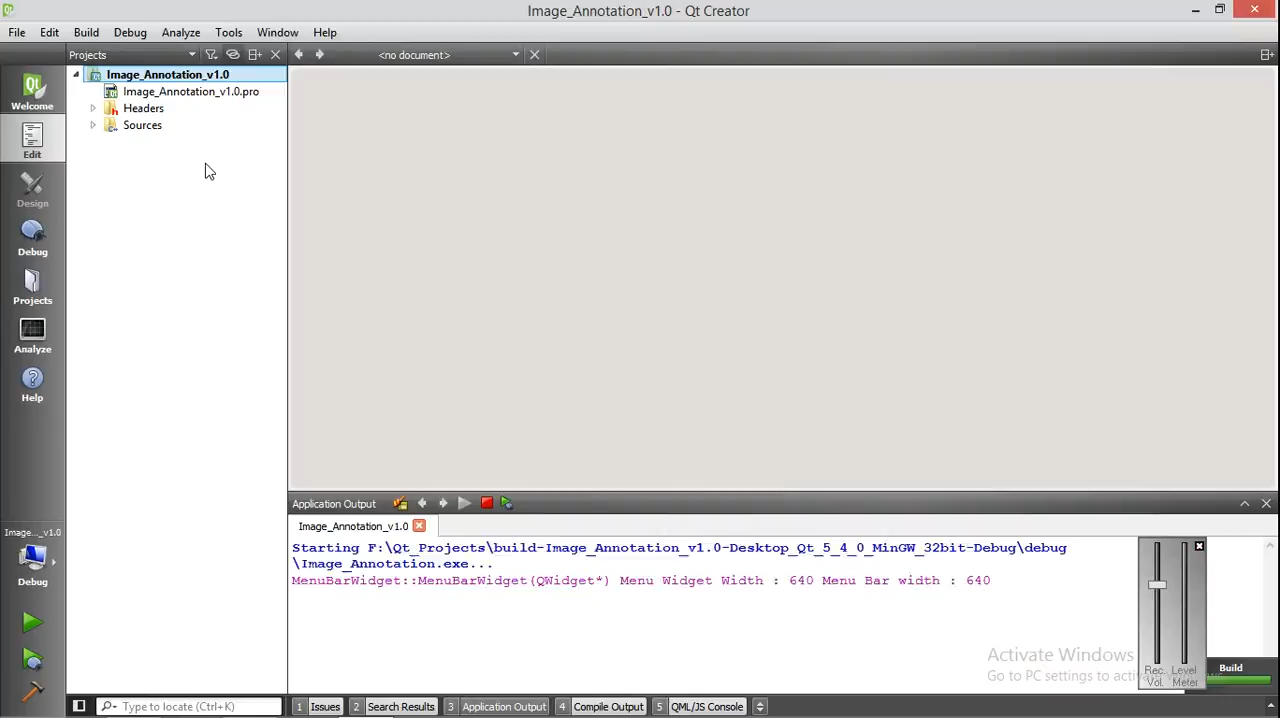 Image_Annotation_v1.0 - Qt Creator
File Edit Build Debug Analyze Tools Window Help
Projects <no document>
Welcome
Edit
Design
Debug
Projects
Analyze
Help
Image_Annotation_v1.0
Image_Annotation_v1.0.pro
Headers
Sources
Application Output
Image_Annotation_v1.0
Starting F:\Qt_Projects\build-Image_Annotation_v1.0-Desktop_Qt_5_4_0_MinGW_32bit-Debug\debug
\Image_Annotation.exe...
MenuBarWidget::MenuBarWidget(QWidget*) Menu Widget Width : 640 Menu Bar width : 640
Image..._v1.0
Debug
Activate Windows
Go to PC settings to
Rec. Level
Vol. Meter
Build
Type to locate (Ctrl+K) 1 Issues 2 Search Results 3 Application Output 4 Compile Output 5 QML/JS Console